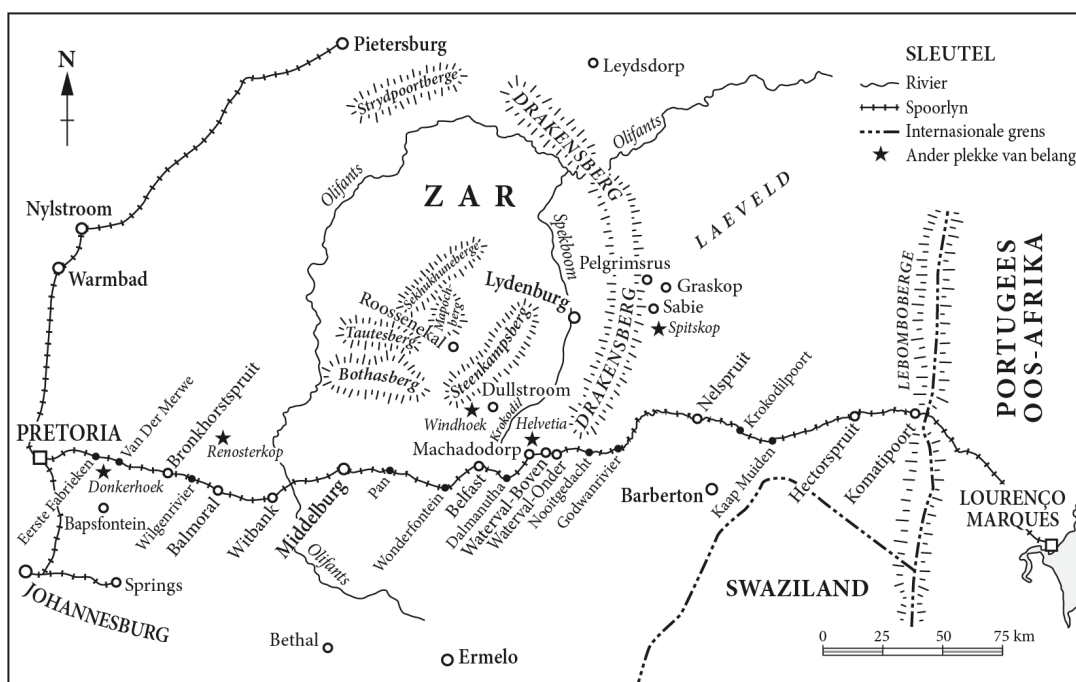 N
Pietersburg
Strydpoortberge
Leydsdorp
DRAKENSBERG
Olifants
SLEUTEL
Rivier
Spoorlyn
Internasionale grens
Ander plekke van belang
Olifants
ZAR
LAEVELD
Nylstroom
Warmbad
Spekboom
Pelgrimsrus
Graskop
Sabie
Spitskop
Lydenburg
Sekhukhuneberge
Mapoch
berg
Roossenekal
Tautesberg
Bothasberg
Steenkampsberg
Dullstroom
Windhoek
Krokodil
Helvetia
Machadodorp
DRAKENSBERG
LEBOMBOBERGE
PORTUGEES
OOS-AFRIKA
PRETORIA
Eerste Fabrieken
Van Der Merwe
Donkerhoek
Bapsfontein
Bronkhorstspruit
Renosterkop
Wilgenrivier
Balmoral
Witbank
Middelburg
Pan
Wonderfontein
Belfast
Dalmanutha
Waterval-Boven
Waterval-Onder
Nooitgedacht
Godwanrivier
Nelspruit
Krokodilpoort
Kaap Muiden
Hectorspruit
Komatipoort
Barberton
LOURENÇO
MARQUES
JOHANNESBURG
Springs
Olifants
Bethal
Ermelo
SWAZILAND
0 25 50 75 km